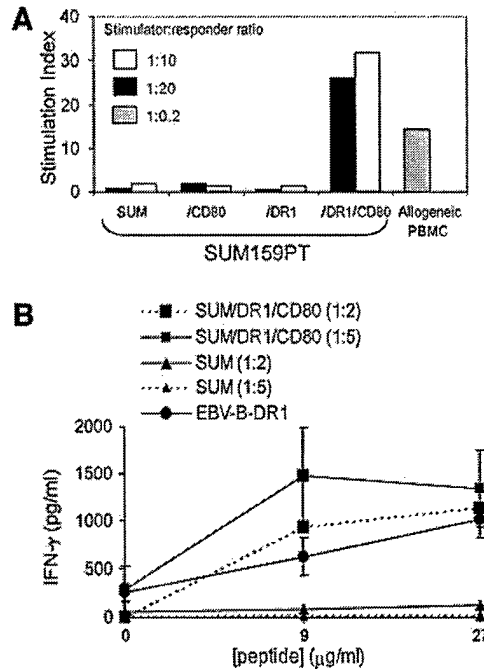 A
Stimulation Index
40
30
20
10
0
Stimulator:responder ratio
1:10
1:20
1:0.2
SUM
/CD80
/DR1
/DR1/CD80
Allogeneic
PBMC
SUM159PT
B
SUM/DR1/CD80 (1:2)
SUM/DR1/CD80 (1:5)
SUM (1:2)
SUM (1:5)
EBV-B-DR1
IFN-γ (pg/ml)
2000
1500
1000
500
0
0
9
27
[peptide] (μg/ml)